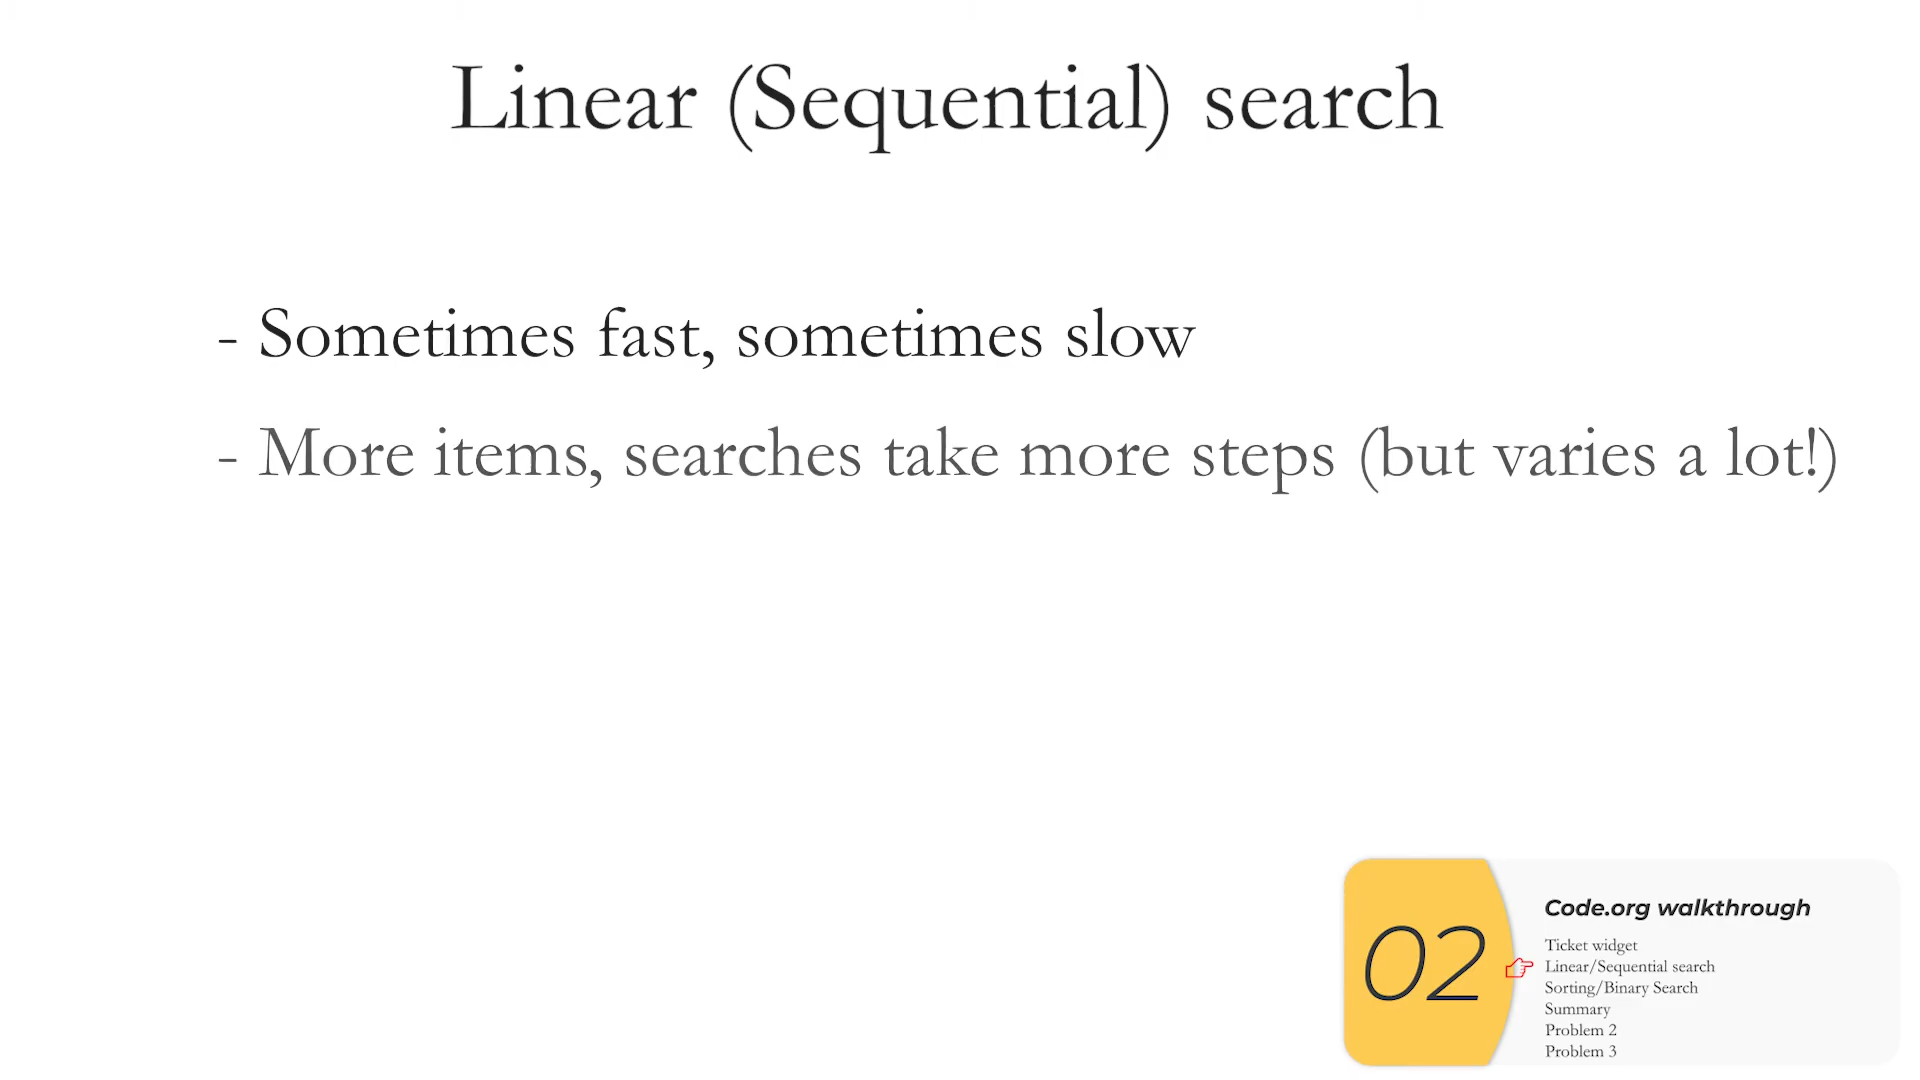 Linear (Sequential) search
- Sometimes fast, sometimes slow
- More items, searches take more steps (but varies a lot!)
02
Code.org walkthrough
Ticket widget
Linear/Sequential search
Sorting/Binary Search
Summary
Problem 2
Problem 3